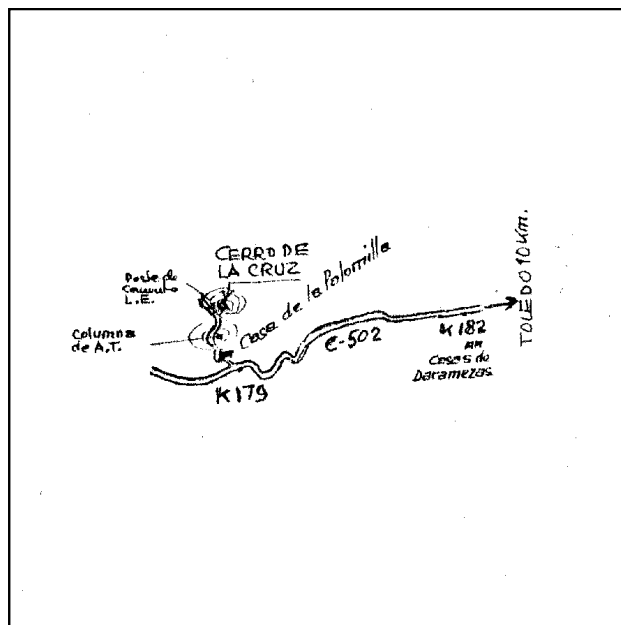 CERRO DE
LA CRUZ
Poste de
L.E.
Casa de la Palomilla
Columna
de A.T.
TOLEDO 10 Km.
C-502
K 182
Casas de
Daramezas
K 179